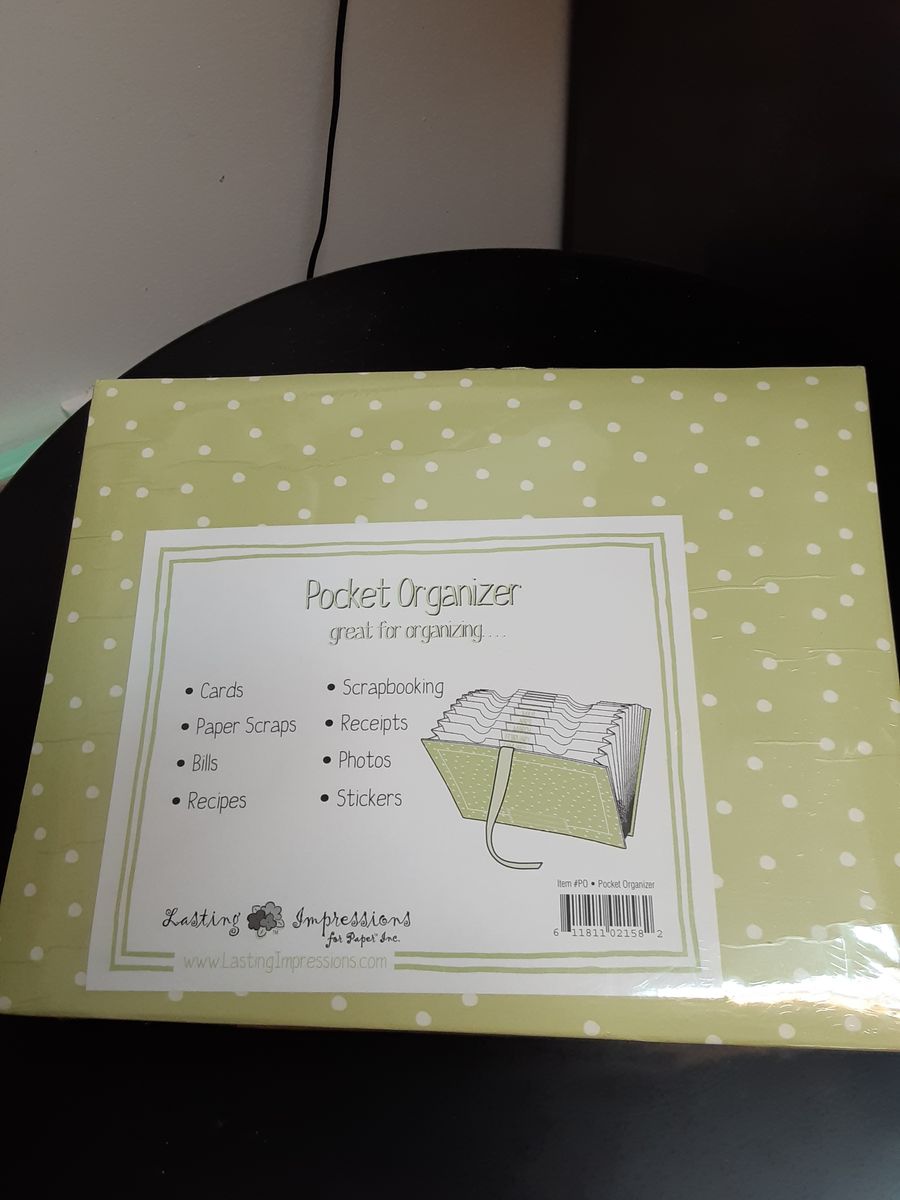 Pocket Organizer
great for organizing....
• Cards
• Paper Scraps
• Bills
• Recipes
• Scrapbooking
• Receipts
• Photos
• Stickers
Item #PO • Pocket Organizer
6 11811 02158 2
Lasting Impressions
for Paper Inc.
www.LastingImpressions.com